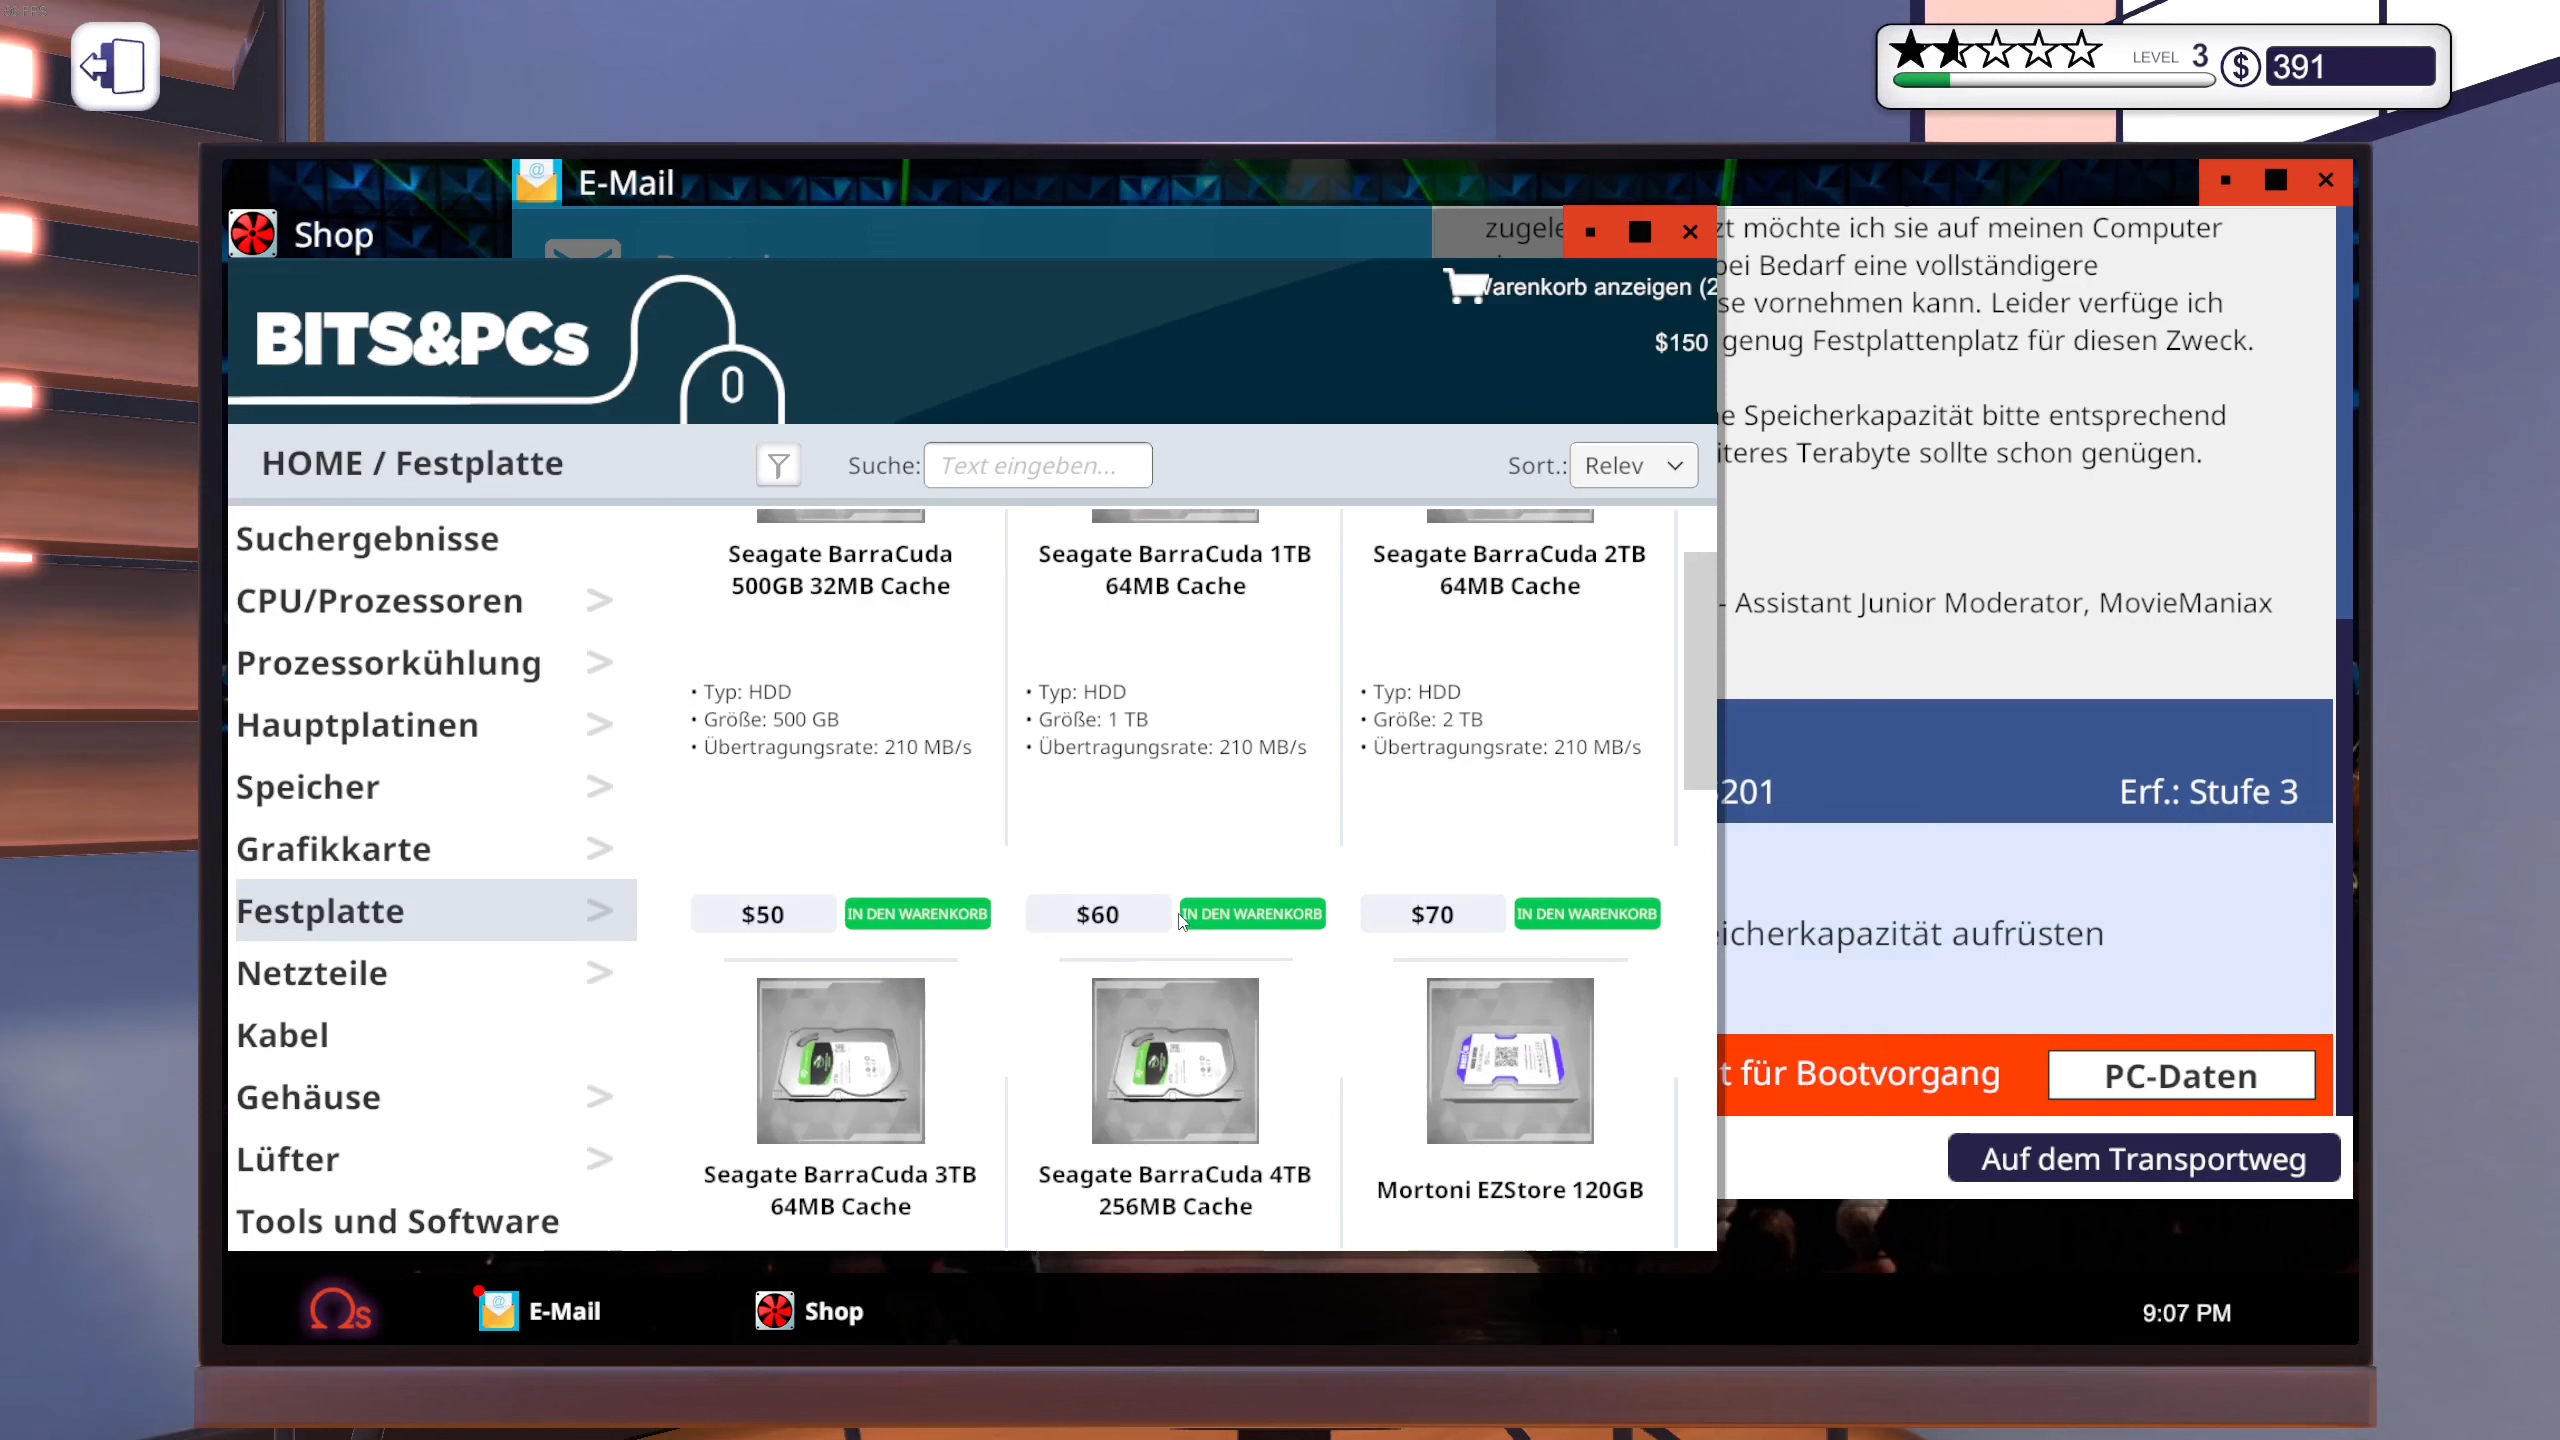 LEVEL 3
391
E-Mail
Shop
zugele
zt möchte ich sie auf meinen Computer
bei Bedarf eine vollständigere
se vornehmen kann. Leider verfüge ich
genug Festplattenplatz für diesen Zweck.
e Speicherkapazität bitte entsprechend
iteres Terabyte sollte schon genügen.
- Assistant Junior Moderator, MovieManiax
201
Erf.: Stufe 3
eicherkapazität aufrüsten
t für Bootvorgang
PC-Daten
Auf dem Transportweg
BITS&PCs
arenkorb anzeigen (2
$150
HOME / Festplatte
Suche:
Text eingeben...
Sort.:
Relev
Suchergebnisse
CPU/Prozessoren >
Prozessorkühlung >
Hauptplatinen >
Speicher >
Grafikkarte >
Festplatte >
Netzteile >
Kabel
Gehäuse >
Lüfter >
Tools und Software
Seagate BarraCuda
500GB 32MB Cache
• Typ: HDD
• Größe: 500 GB
• Übertragungsrate: 210 MB/s
$50
IN DEN WARENKORB
Seagate BarraCuda 1TB
64MB Cache
• Typ: HDD
• Größe: 1 TB
• Übertragungsrate: 210 MB/s
$60
IN DEN WARENKORB
Seagate BarraCuda 2TB
64MB Cache
• Typ: HDD
• Größe: 2 TB
• Übertragungsrate: 210 MB/s
$70
IN DEN WARENKORB
Seagate BarraCuda 3TB
64MB Cache
Seagate BarraCuda 4TB
256MB Cache
Mortoni EZStore 120GB
Ωs
E-Mail
Shop
9:07 PM